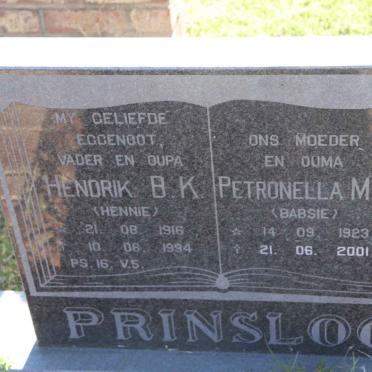 MY GELIEFDE
EGGENOOT,
VADER EN OUPA
HENDRIK B.K.
(HENNIE)
* 21. 08. 1916
✝ 10. 06. 1994
PS. 16, V.5.
ONS MOEDER
EN OUMA
PETRONELLA M
(BABSIE)
* 14. 09. 1923
✝ 21. 06. 2001
PRINSLOO